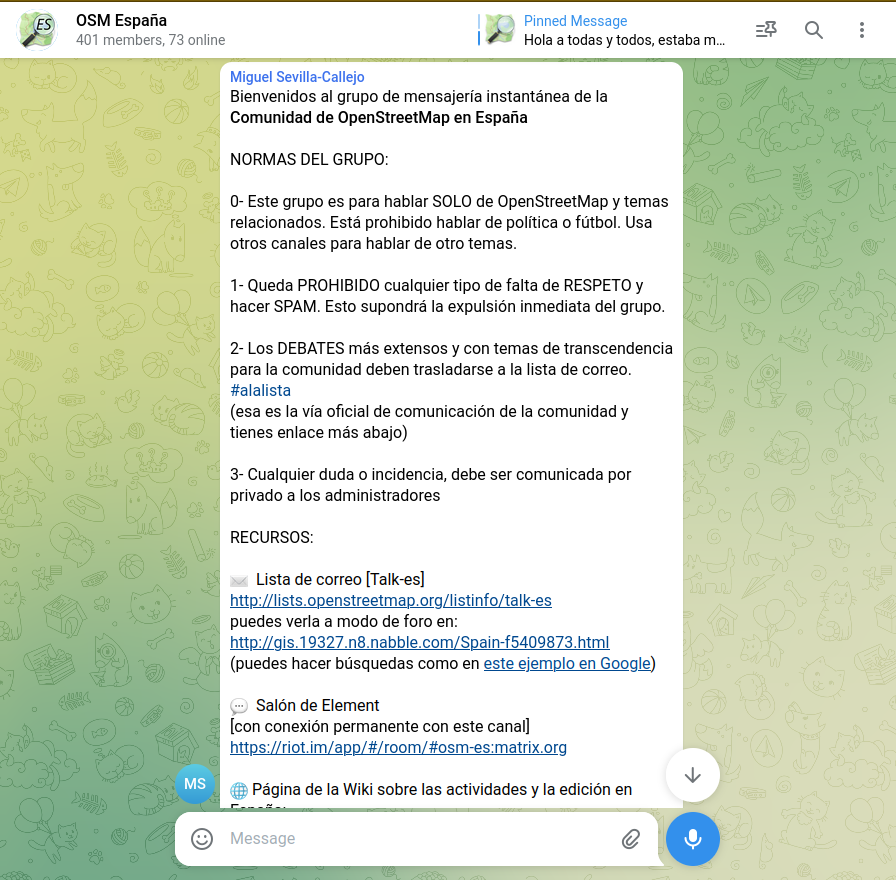 ES
OSM España
401 members, 73 online
Pinned Message
Hola a todas y todos, estaba m...
Miguel Sevilla-Callejo
Bienvenidos al grupo de mensajería instantánea de la
Comunidad de OpenStreetMap en España
NORMAS DEL GRUPO:
0- Este grupo es para hablar SOLO de OpenStreetMap y temas
relacionados. Está prohibido hablar de política o fútbol. Usa
otros canales para hablar de otro temas.
1- Queda PROHIBIDO cualquier tipo de falta de RESPETO y
hacer SPAM. Esto supondrá la expulsión inmediata del grupo.
2- Los DEBATES más extensos y con temas de transcendencia
para la comunidad deben trasladarse a la lista de correo.
#alalista
(esa es la vía oficial de comunicación de la comunidad y
tienes enlace más abajo)
3- Cualquier duda o incidencia, debe ser comunicada por
privado a los administradores
RECURSOS:
Lista de correo [Talk-es]
http://lists.openstreetmap.org/listinfo/talk-es
puedes verla a modo de foro en:
http://gis.19327.n8.nabble.com/Spain-f5409873.html
(puedes hacer búsquedas como en este ejemplo en Google)
Salón de Element
[con conexión permanente con este canal]
https://riot.im/app/#/room/#osm-es:matrix.org
Página de la Wiki sobre las actividades y la edición en
España:
MS
Message